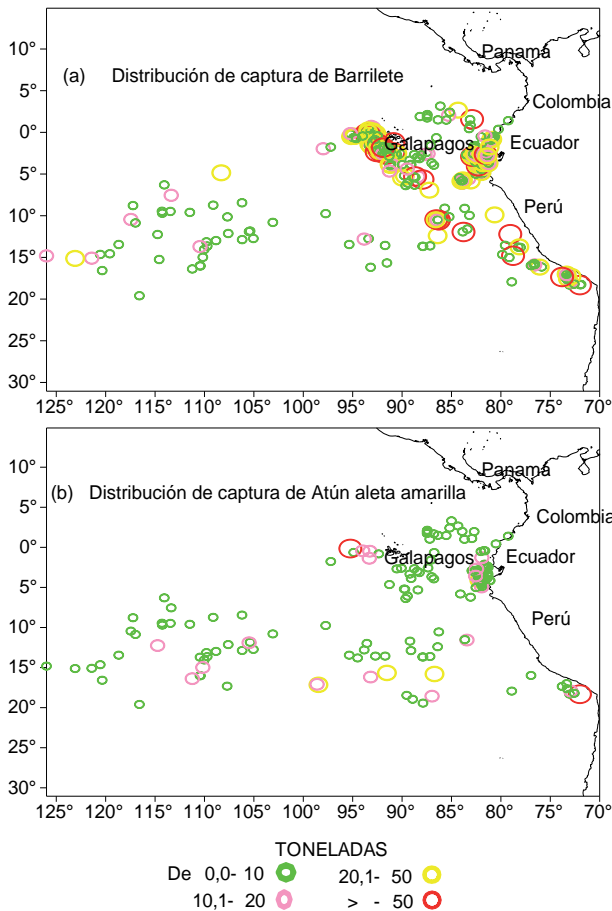 15°
10°
5°
0°
5°
10°
15°
20°
25°
30°
(a) Distribución de captura de Barrilete
Panamá
Colombia
Galapagos
Ecuador
Perú
125° 120° 115° 110° 105° 100° 95° 90° 85° 80° 75° 70°
10°
5°
0°
5°
10°
15°
20°
25°
30°
(b) Distribución de captura de Atún aleta amarilla
Panamá
Colombia
Galapagos
Ecuador
Perú
125° 120° 115° 110° 105° 100° 95° 90° 85° 80° 75° 70°
TONELADAS
De 0,0- 10
20,1- 50
10,1- 20
> - 50